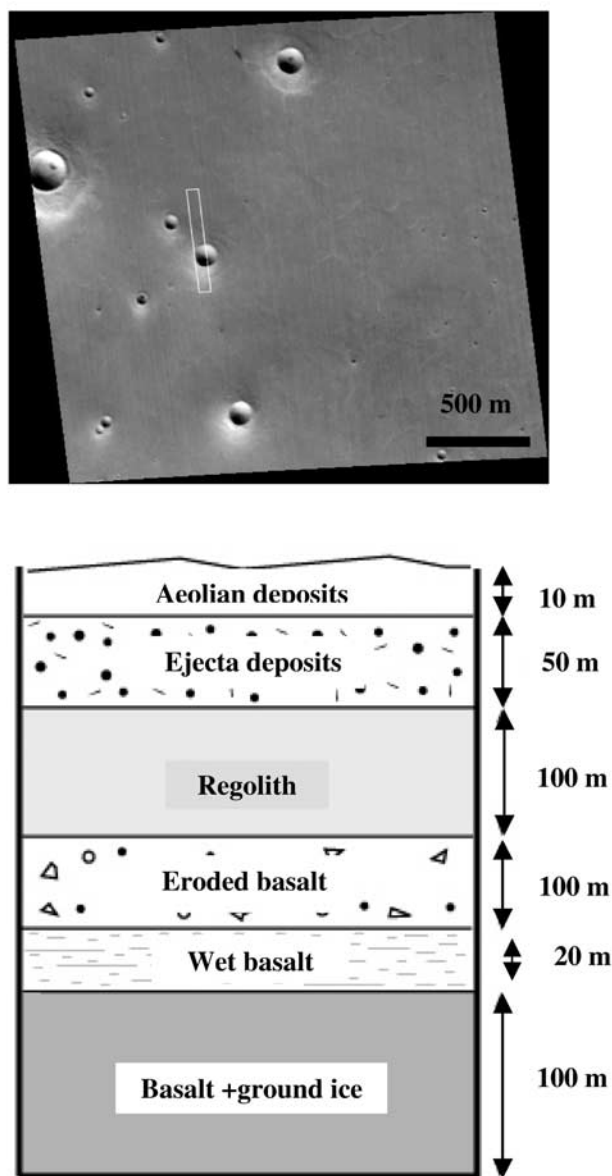 500 m
Aeolian deposits
10 m
Ejecta deposits
50 m
Regolith
100 m
Eroded basalt
100 m
Wet basalt
20 m
Basalt +ground ice
100 m